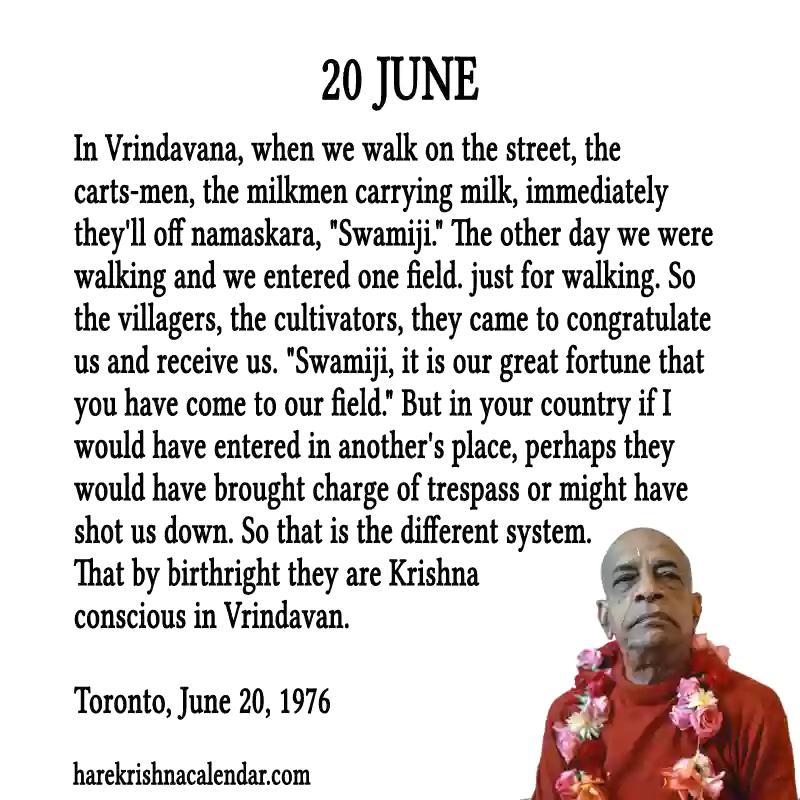 20 JUNE
In Vrindavana, when we walk on the street, the
carts-men, the milkmen carrying milk, immediately
they'll off namaskara, "Swamiji." The other day we were
walking and we entered one field. just for walking. So
the villagers, the cultivators, they came to congratulate
us and receive us. "Swamiji, it is our great fortune that
you have come to our field." But in your country if I
would have entered in another's place, perhaps they
would have brought charge of trespass or might have
shot us down. So that is the different system.
That by birthright they are Krishna
conscious in Vrindavan.
Toronto, June 20, 1976
harekrishnacalendar.com